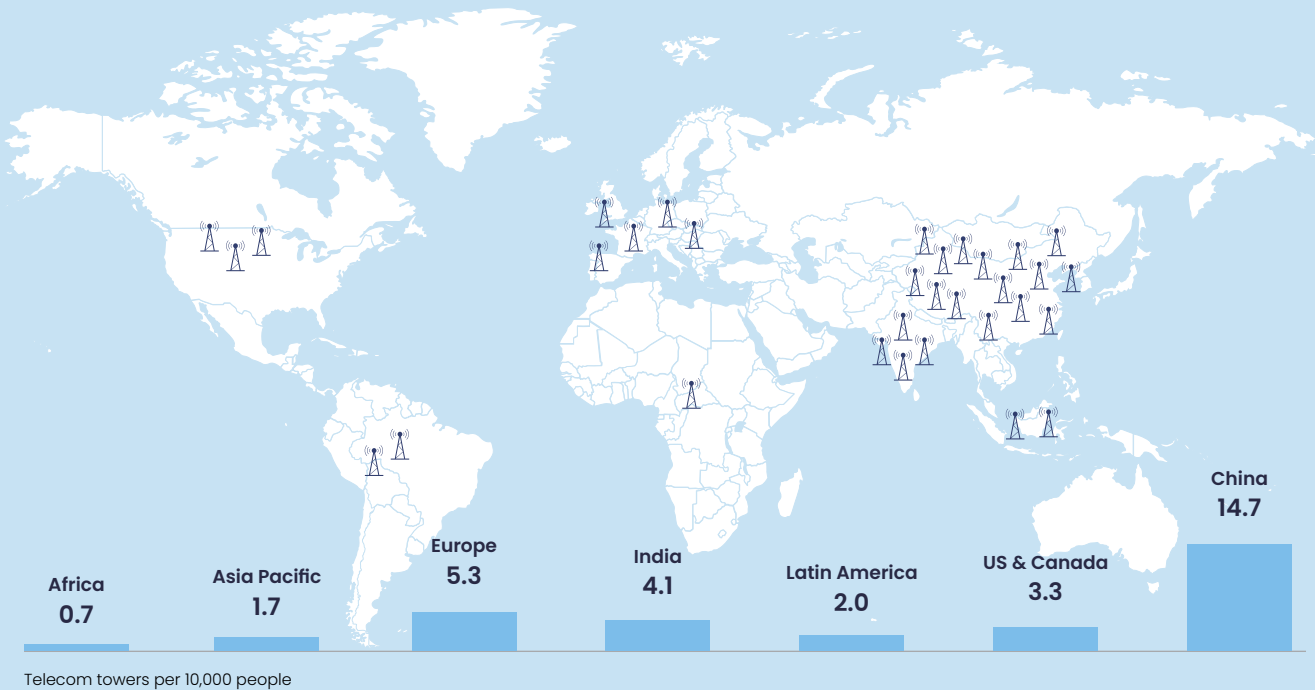 Africa
0.7
Asia Pacific
1.7
Europe
5.3
India
4.1
Latin America
2.0
US & Canada
3.3
China
14.7
Telecom towers per 10,000 people